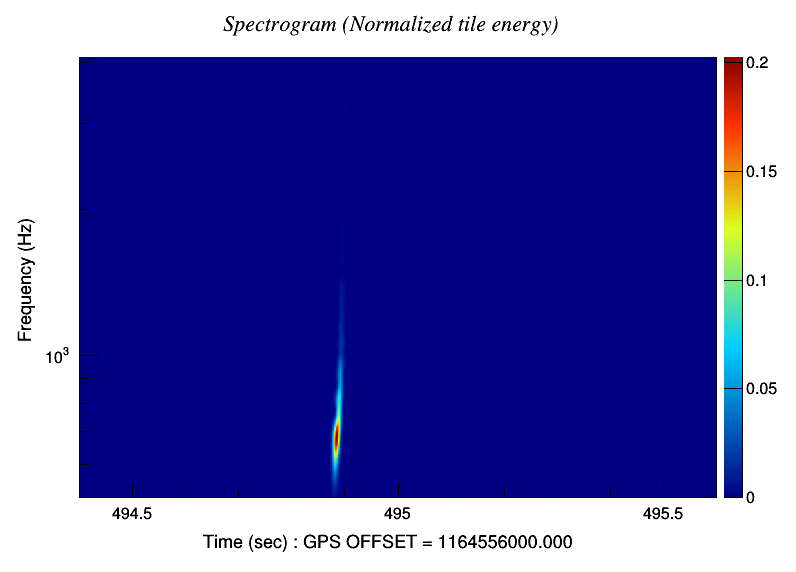 Spectrogram (Normalized tile energy)
0.2
0.15
0.1
0.05
0
Frequency (Hz)
10³
494.5 495 495.5
Time (sec) : GPS OFFSET = 1164556000.000